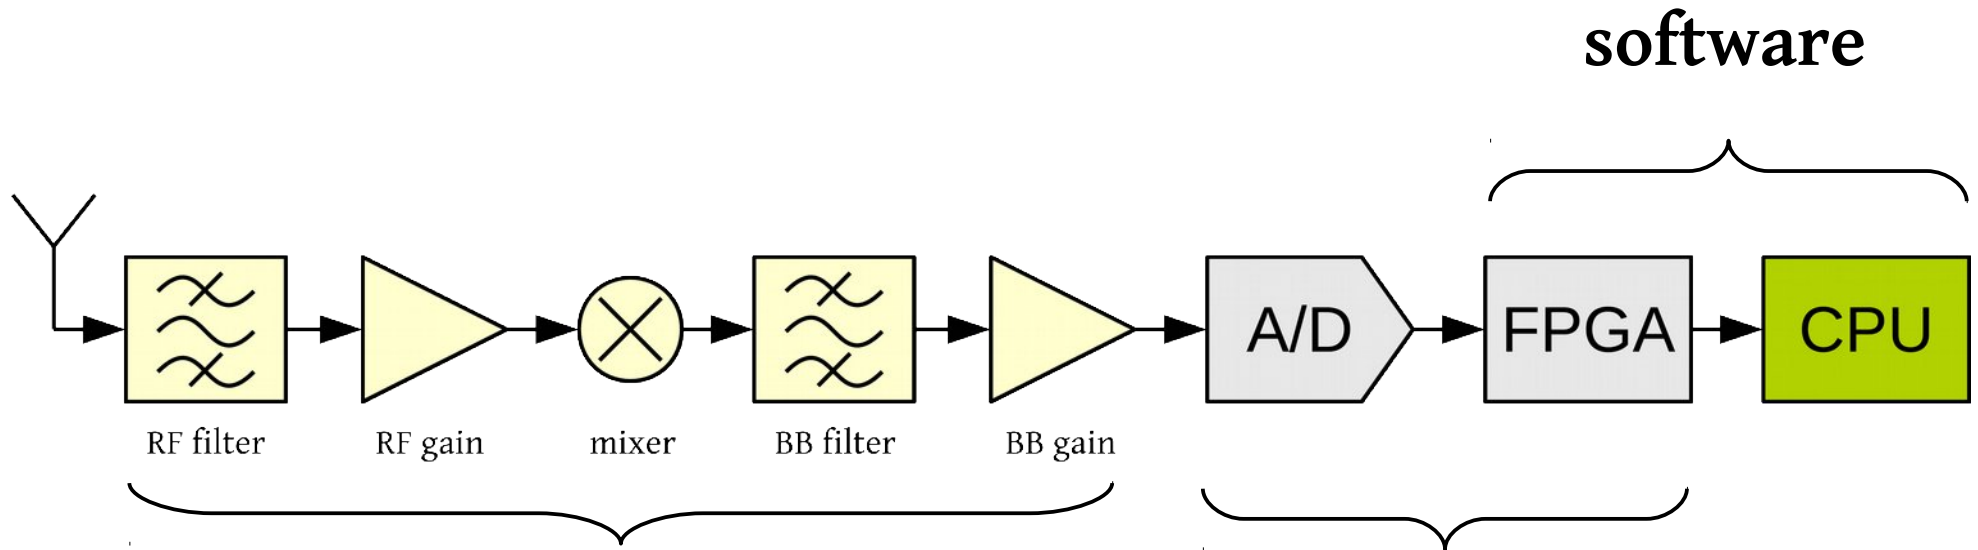 software
A/D
FPGA
CPU
RF filter
RF gain
mixer
BB filter
BB gain